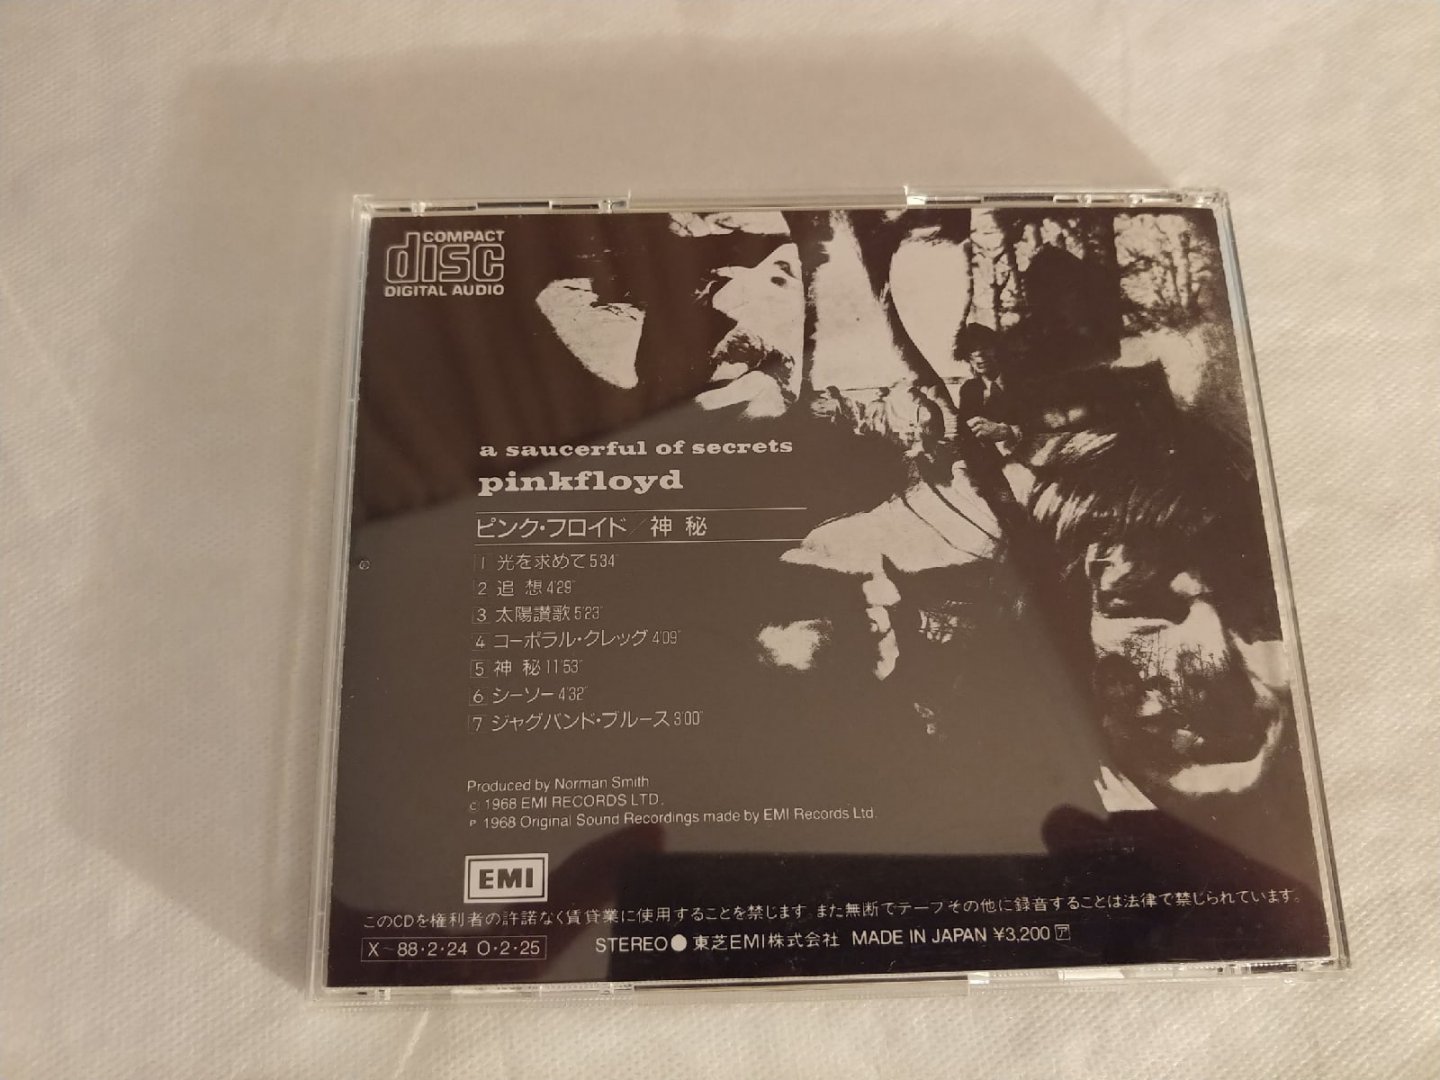 COMPACT
disc
DIGITAL AUDIO
a saucerful of secrets
pinkfloyd
ピンク・フロイド／神 秘
1 光を求めて 5'34"
2 追 想 4'29"
3 太陽讃歌 5'23"
4 コーポラル・クレッグ 4'09"
5 神 秘 11'53"
6 シーソー 4'32"
7 ジャグバンド・ブルース 3'00"
Produced by Norman Smith
© 1968 EMI RECORDS LTD.
℗ 1968 Original Sound Recordings made by EMI Records Ltd.
EMI
このCDを権利者の許諾なく賃貸業に使用することを禁じます。また無断でテープその他に録音することは法律で禁じられています。
X－88・2・24 O・2・25
STEREO● 東芝EMI株式会社 MADE IN JAPAN ¥3,200 ア